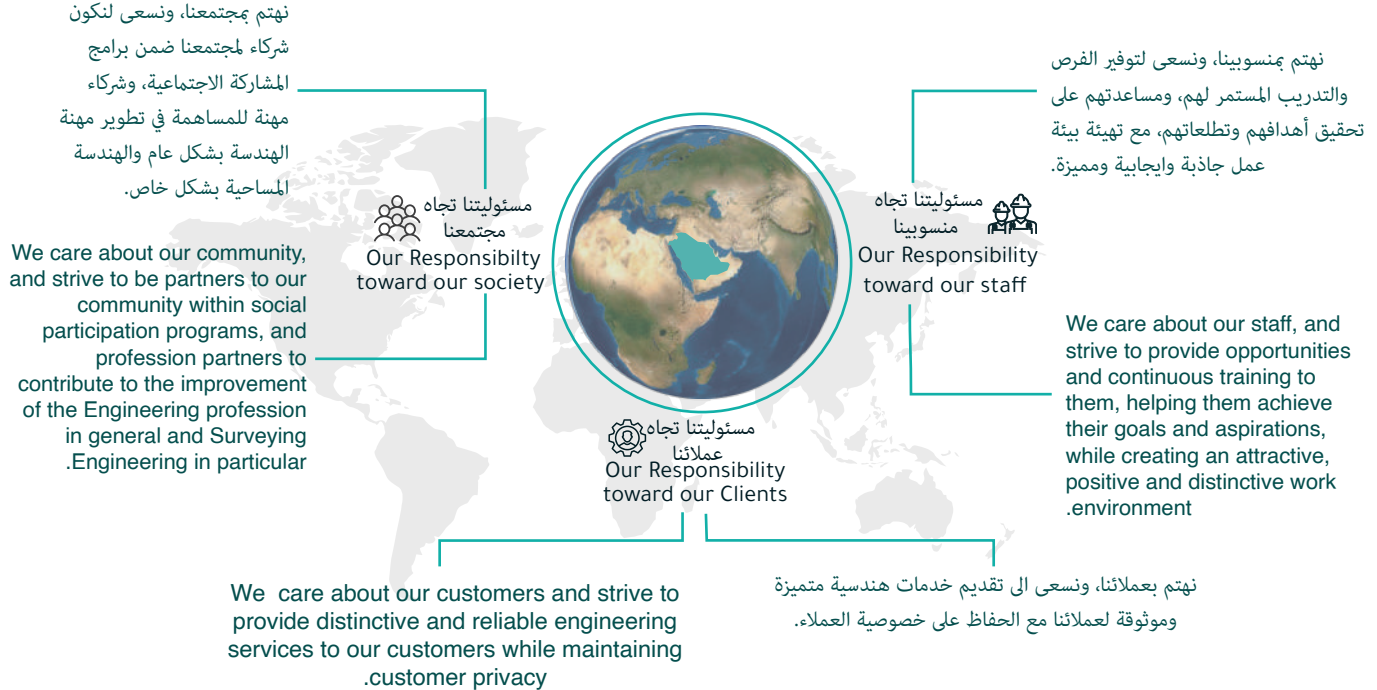 نهتم بمجتمعنا، ونسعى لنكون
شركاء لمجتمعنا ضمن برامج
المشاركة الاجتماعية، وشركاء
مهنة للمساهمة في تطوير مهنة
الهندسة بشكل عام والهندسة
المساحية بشكل خاص.
مسئوليتنا تجاه
مجتمعنا
Our Responsibilty
toward our society
We care about our community,
and strive to be partners to our
community within social
participation programs, and
profession partners to
contribute to the improvement
of the Engineering profession
in general and Surveying
.Engineering in particular
نهتم بمنسوبينا، ونسعى لتوفير الفرص
والتدريب المستمر لهم، ومساعدتهم على
تحقيق أهدافهم وتطلعاتهم، مع تهيئة بيئة
عمل جاذبة وايجابية ومميزة.
مسئوليتنا تجاه
منسوبينا
Our Responsibility
toward our staff
We care about our staff, and
strive to provide opportunities
and continuous training to
them, helping them achieve
their goals and aspirations,
while creating an attractive,
positive and distinctive work
.environment
مسئوليتنا تجاه
عملائنا
Our Responsibility
toward our Clients
We  care about our customers and strive to
provide distinctive and reliable engineering
services to our customers while maintaining
.customer privacy
نهتم بعملائنا، ونسعى الى تقديم خدمات هندسية متميزة
وموثوقة لعملائنا مع الحفاظ على خصوصية العملاء.